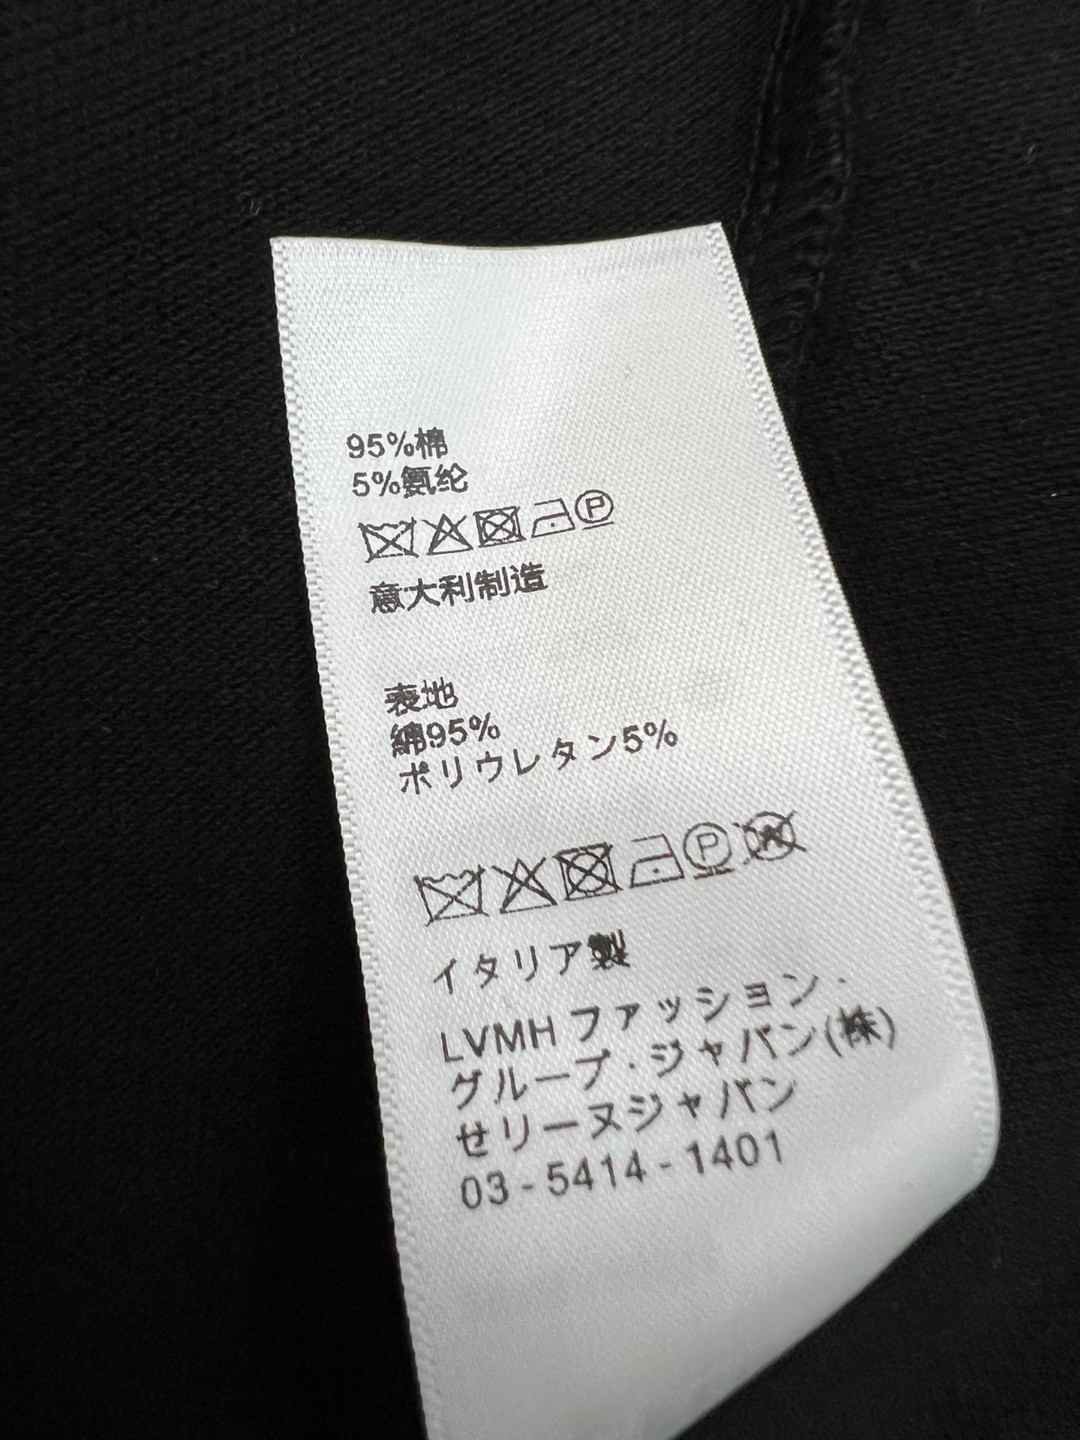 95%棉
5%氨纶
P
意大利制造
表地
綿95%
ポリウレタン5%
P W
イタリア製
LVMH ファッション・
グループ・ジャパン(株)
せリーヌジャパン
03-5414-1401